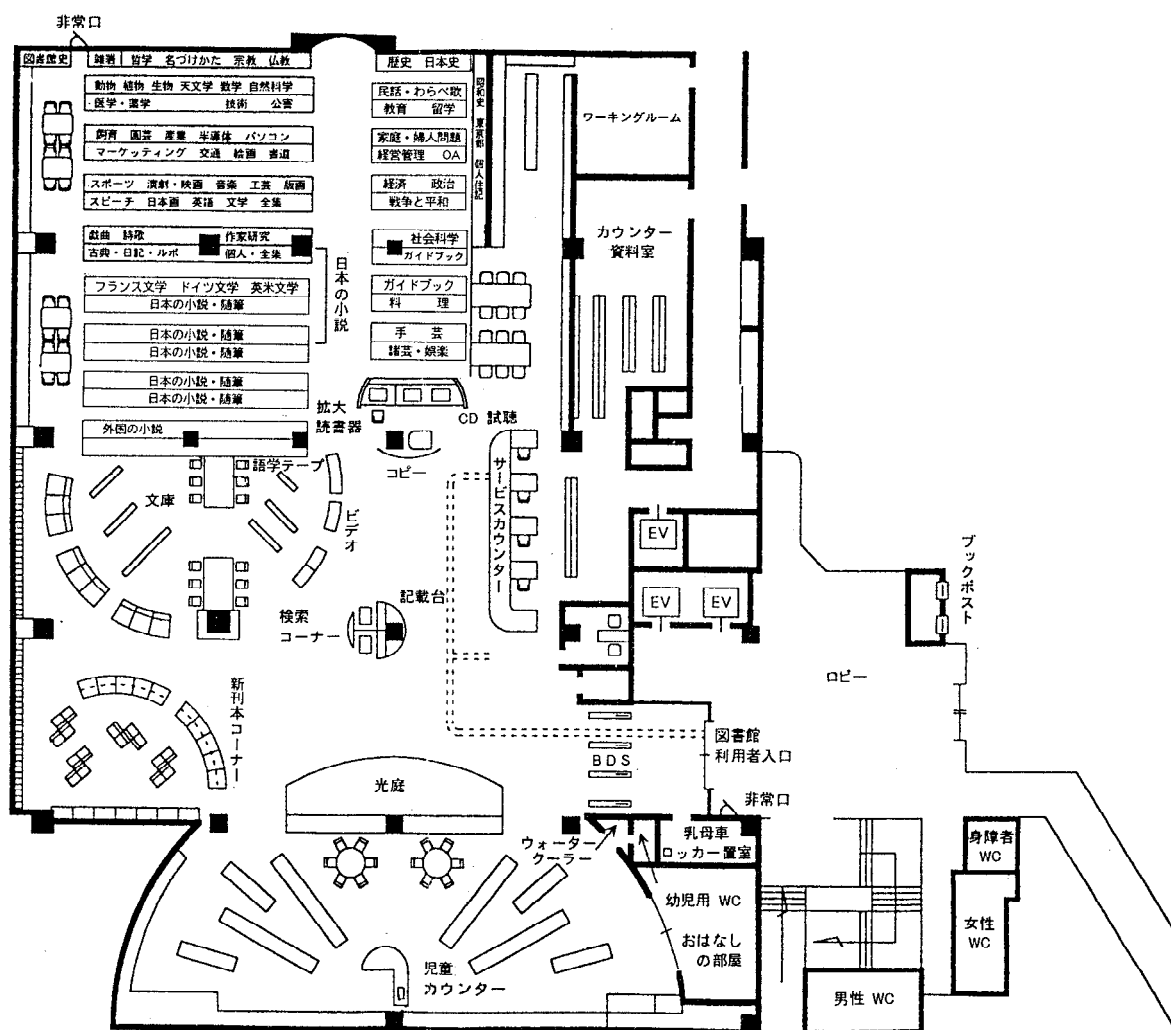 非常口
図書館史
雑著 哲学 名づけかた 宗教 仏教
歴史 日本史
動物 植物 生物 天文学 数学 自然科学
医学・薬学 技術 公害
民話・わらべ歌
教育 留学
昭和史 東京都 個人住記
ワーキングルーム
飼育 園芸 産業 半導体 パソコン
マーケッティング 交通 絵画 書道
家庭・婦人問題
経営管理 OA
スポーツ 演劇・映画 音楽 工芸 版画
スピーチ 日本画 英語 文学 全集
経済 政治
戦争と平和
戯曲 詩歌 作家研究
古典・日記・ルポ 個人・全集
社会科学
ガイドブック
カウンター
資料室
日本の小説
フランス文学 ドイツ文学 英米文学
日本の小説・随筆
ガイドブック
料 理
日本の小説・随筆
日本の小説・随筆
手 芸
諸芸・娯楽
日本の小説・随筆
日本の小説・随筆
拡大
読書器
CD 試聴
外国の小説
コピー
語学テープ
文庫
ビデオ
サービスカウンター
EV
EV
EV
ブックポスト
記載台
検索
コーナー
ロビー
新刊本コーナー
図書館
利用者入口
BDS
光庭
非常口
ウォーター
クーラー
乳母車
ロッカー置室
身障者
WC
幼児用 WC
おはなし
の部屋
女性
WC
児童
カウンター
男性 WC